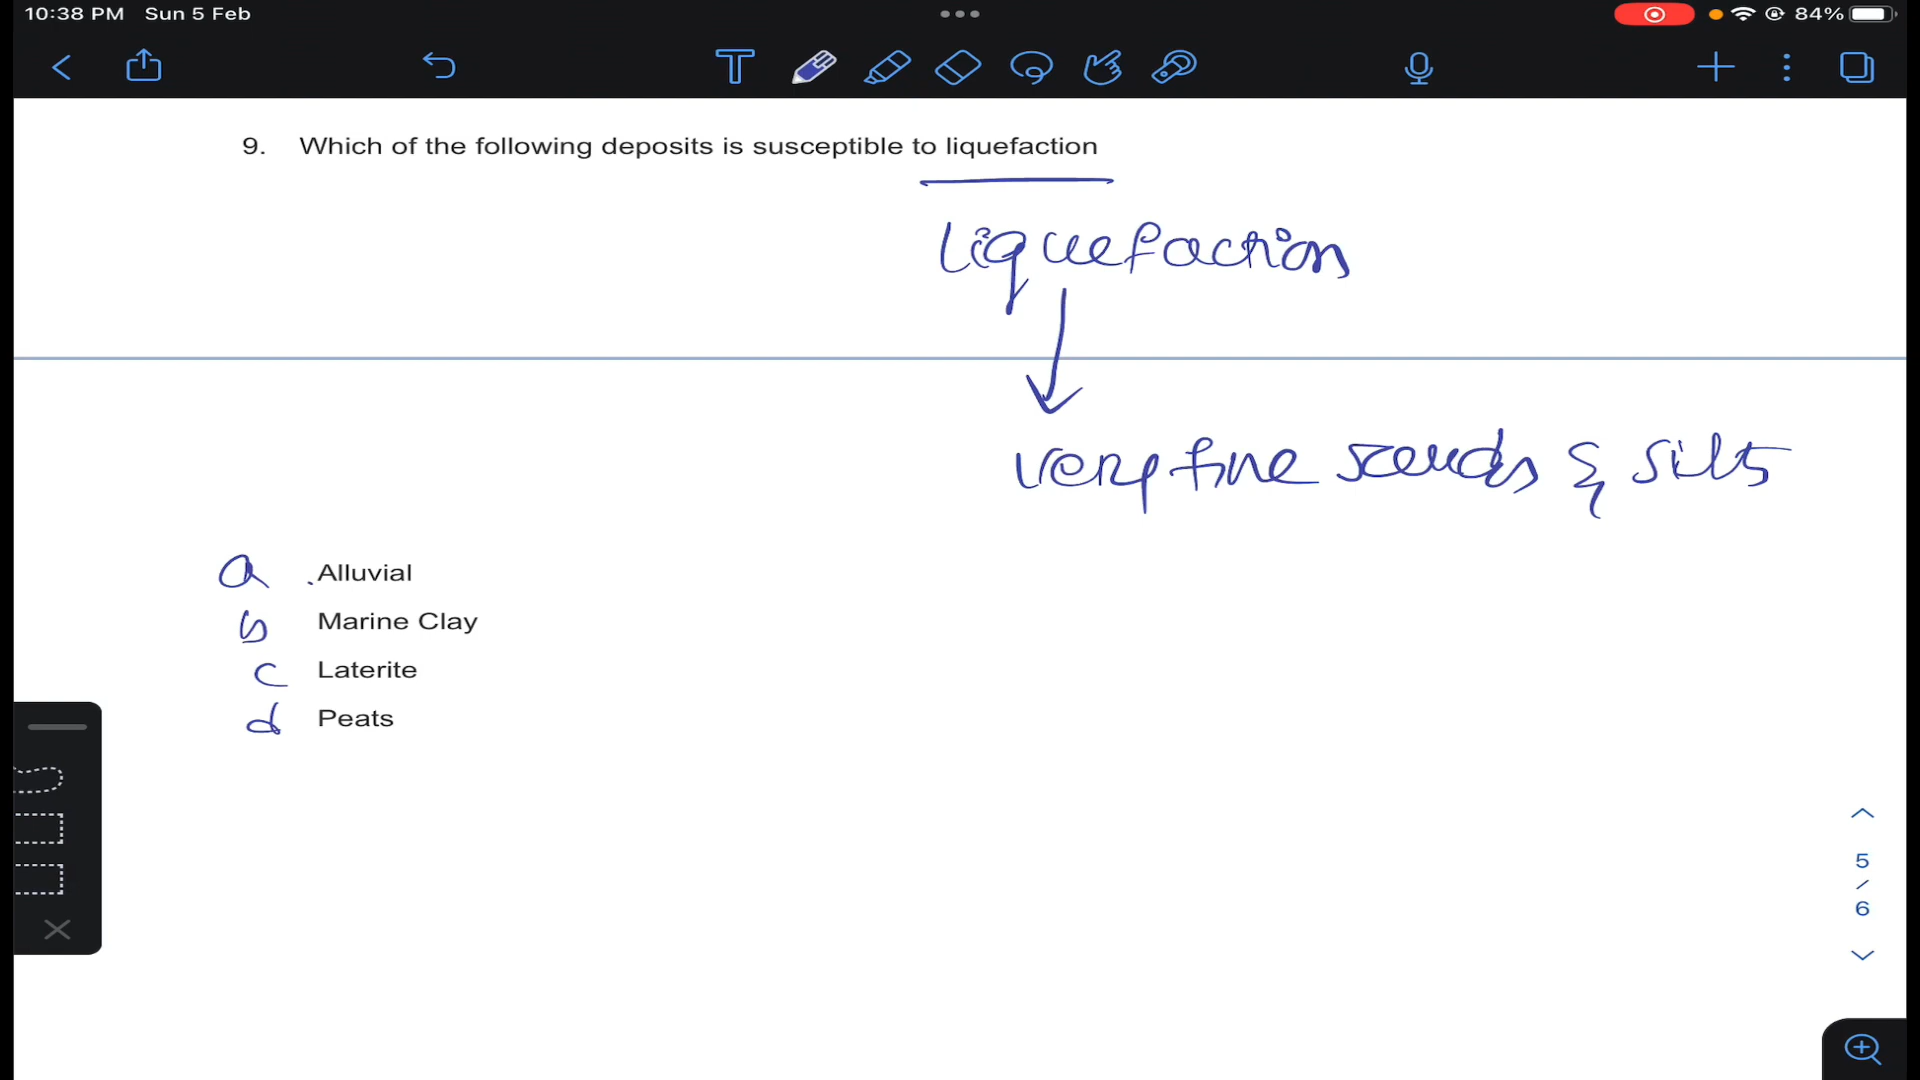 10:38 PM Sun 5 Feb
84%
T
9. Which of the following deposits is susceptible to liquefaction
Liquefaction
very fine sands & silts
a .Alluvial
b Marine Clay
c Laterite
d Peats
5
/
6